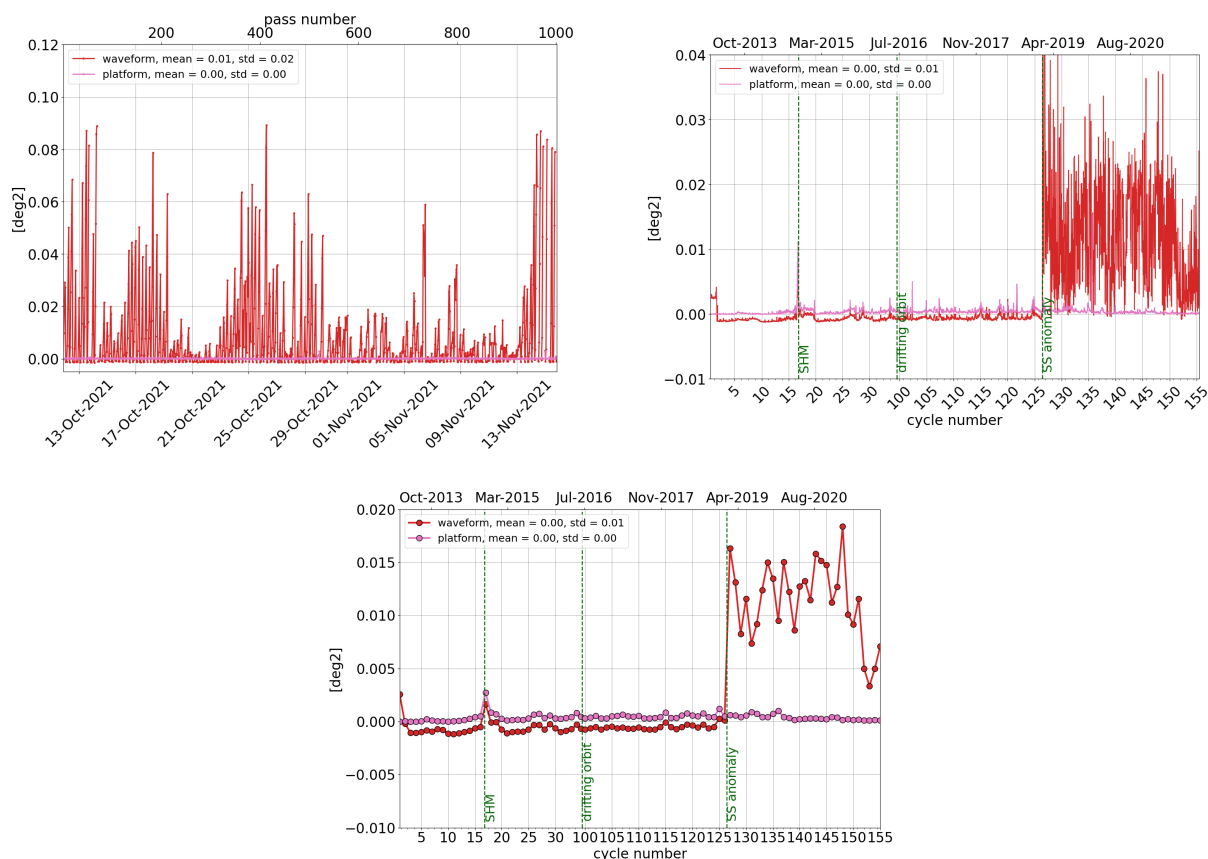 pass number
200 400 600 800 1000
0.12
0.10
0.08
0.06
0.04
0.02
0.00
[deg2]
waveform, mean = 0.01, std = 0.02
platform, mean = 0.00, std = 0.00
13-Oct-2021 17-Oct-2021 21-Oct-2021 25-Oct-2021 29-Oct-2021 01-Nov-2021 05-Nov-2021 09-Nov-2021 13-Nov-2021
Oct-2013 Mar-2015 Jul-2016 Nov-2017 Apr-2019 Aug-2020
0.04
0.03
0.02
0.01
0.00
−0.01
[deg2]
waveform, mean = 0.00, std = 0.01
platform, mean = 0.00, std = 0.00
SHM
drifting orbit
SS anomaly
5 10 15 20 25 30 100 105 110 115 120 125 130 135 140 145 150 155
cycle number
Oct-2013 Mar-2015 Jul-2016 Nov-2017 Apr-2019 Aug-2020
0.020
0.015
0.010
0.005
0.000
−0.005
−0.010
[deg2]
waveform, mean = 0.00, std = 0.01
platform, mean = 0.00, std = 0.00
SHM
drifting orbit
SS anomaly
5 10 15 20 25 30 100 105 110 115 120 125 130 135 140 145 150 155
cycle number